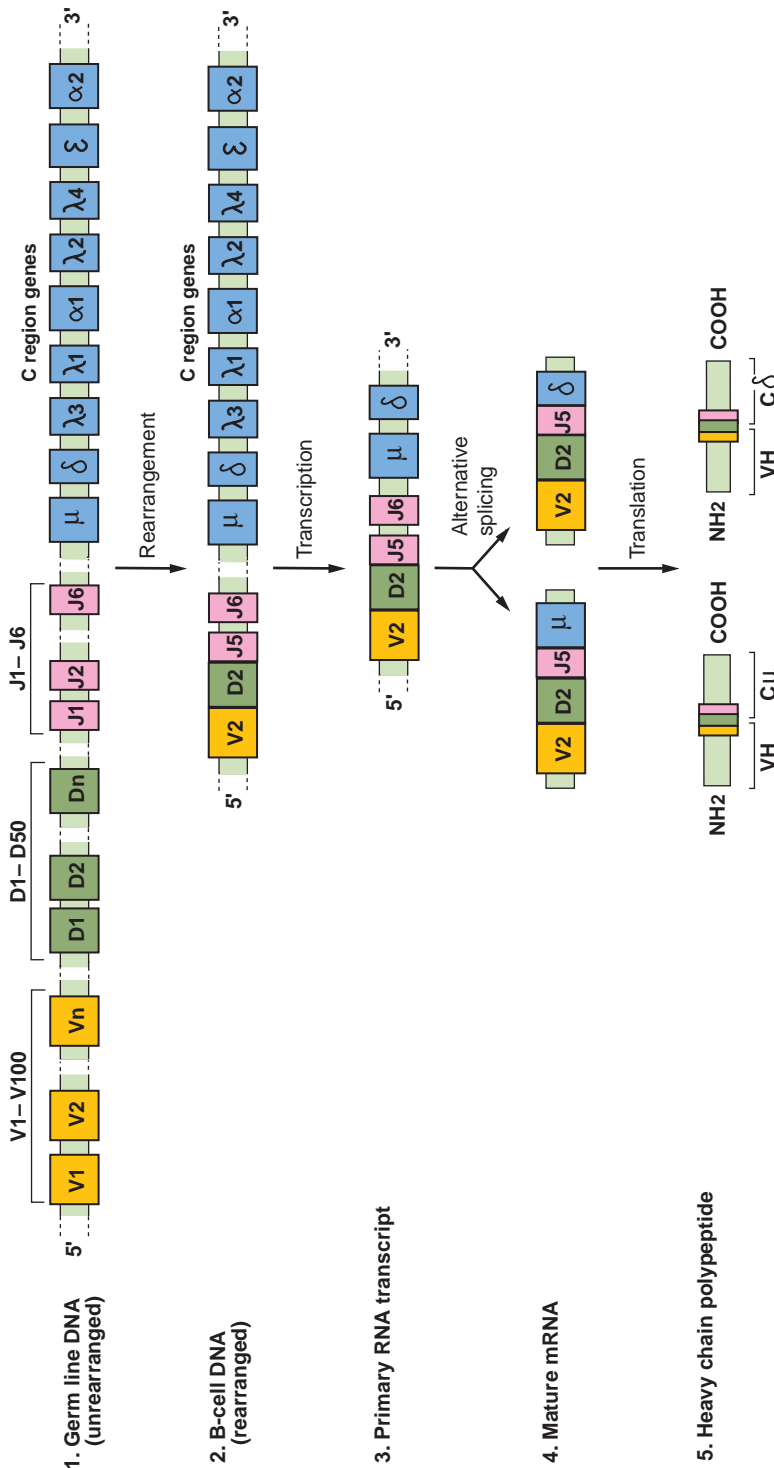 V1– V100
D1– D50
J1– J6
C region genes
1. Germ line DNA
(unrearranged)
5'
V1
V2
Vn
D1
D2
Dn
J1
J2
J6
μ
δ
λ3
λ1
α1
λ2
λ4
ε
α2
3'
Rearrangement
C region genes
2. B-cell DNA
(rearranged)
5'
V2
D2
J5
J6
μ
δ
λ3
λ1
α1
λ2
λ4
ε
α2
3'
Transcription
3. Primary RNA transcript
5'
V2
D2
J5
J6
μ
δ
3'
Alternative
splicing
4. Mature mRNA
V2
D2
J5
μ
V2
D2
J5
δ
Translation
5. Heavy chain polypeptide
NH2
COOH
NH2
COOH
VH
Cμ
VH
Cδ